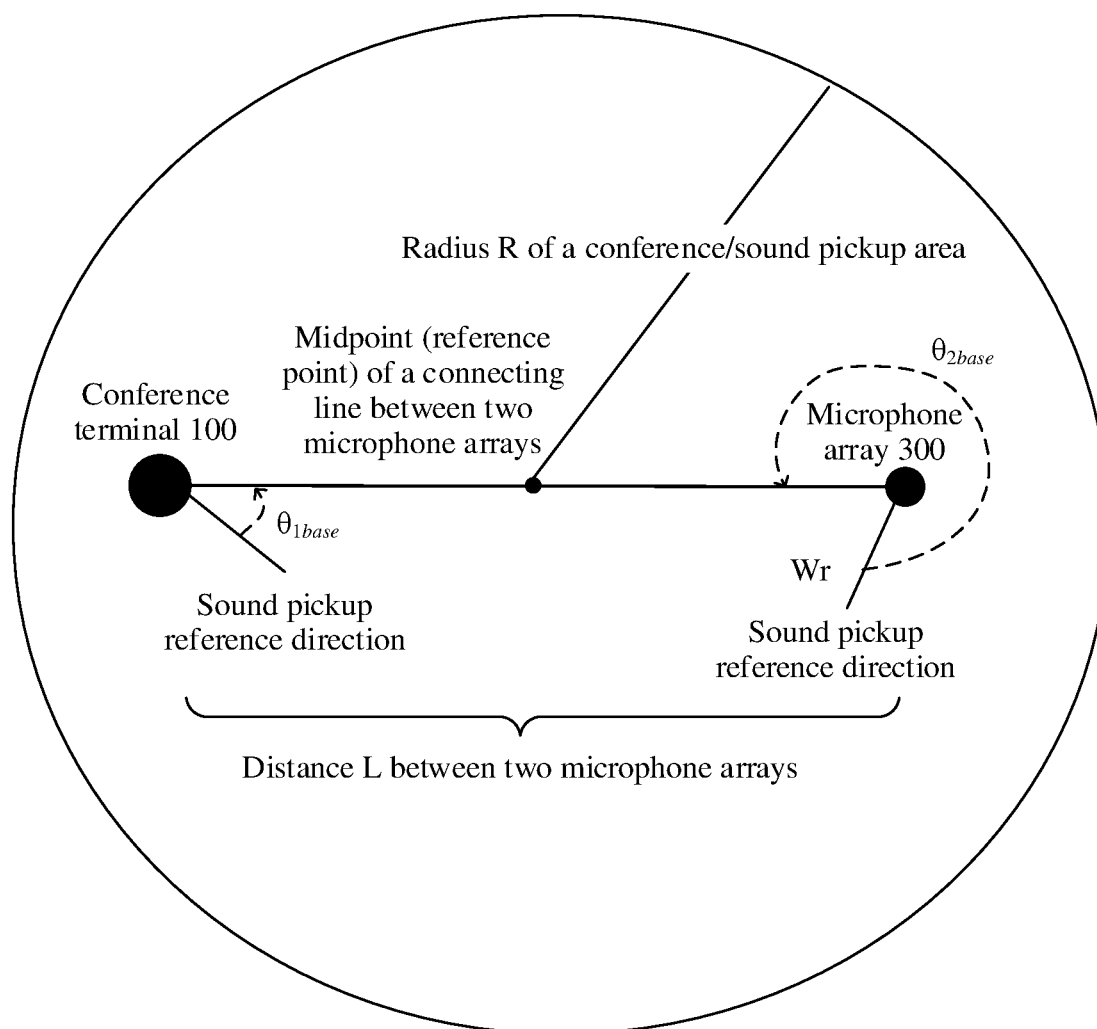 Radius R of a conference/sound pickup area
Midpoint (reference
point) of a connecting
line between two
microphone arrays
Conference
terminal 100
θ2base
Microphone
array 300
θ1base
Wr
Sound pickup
reference direction
Sound pickup
reference direction
Distance L between two microphone arrays